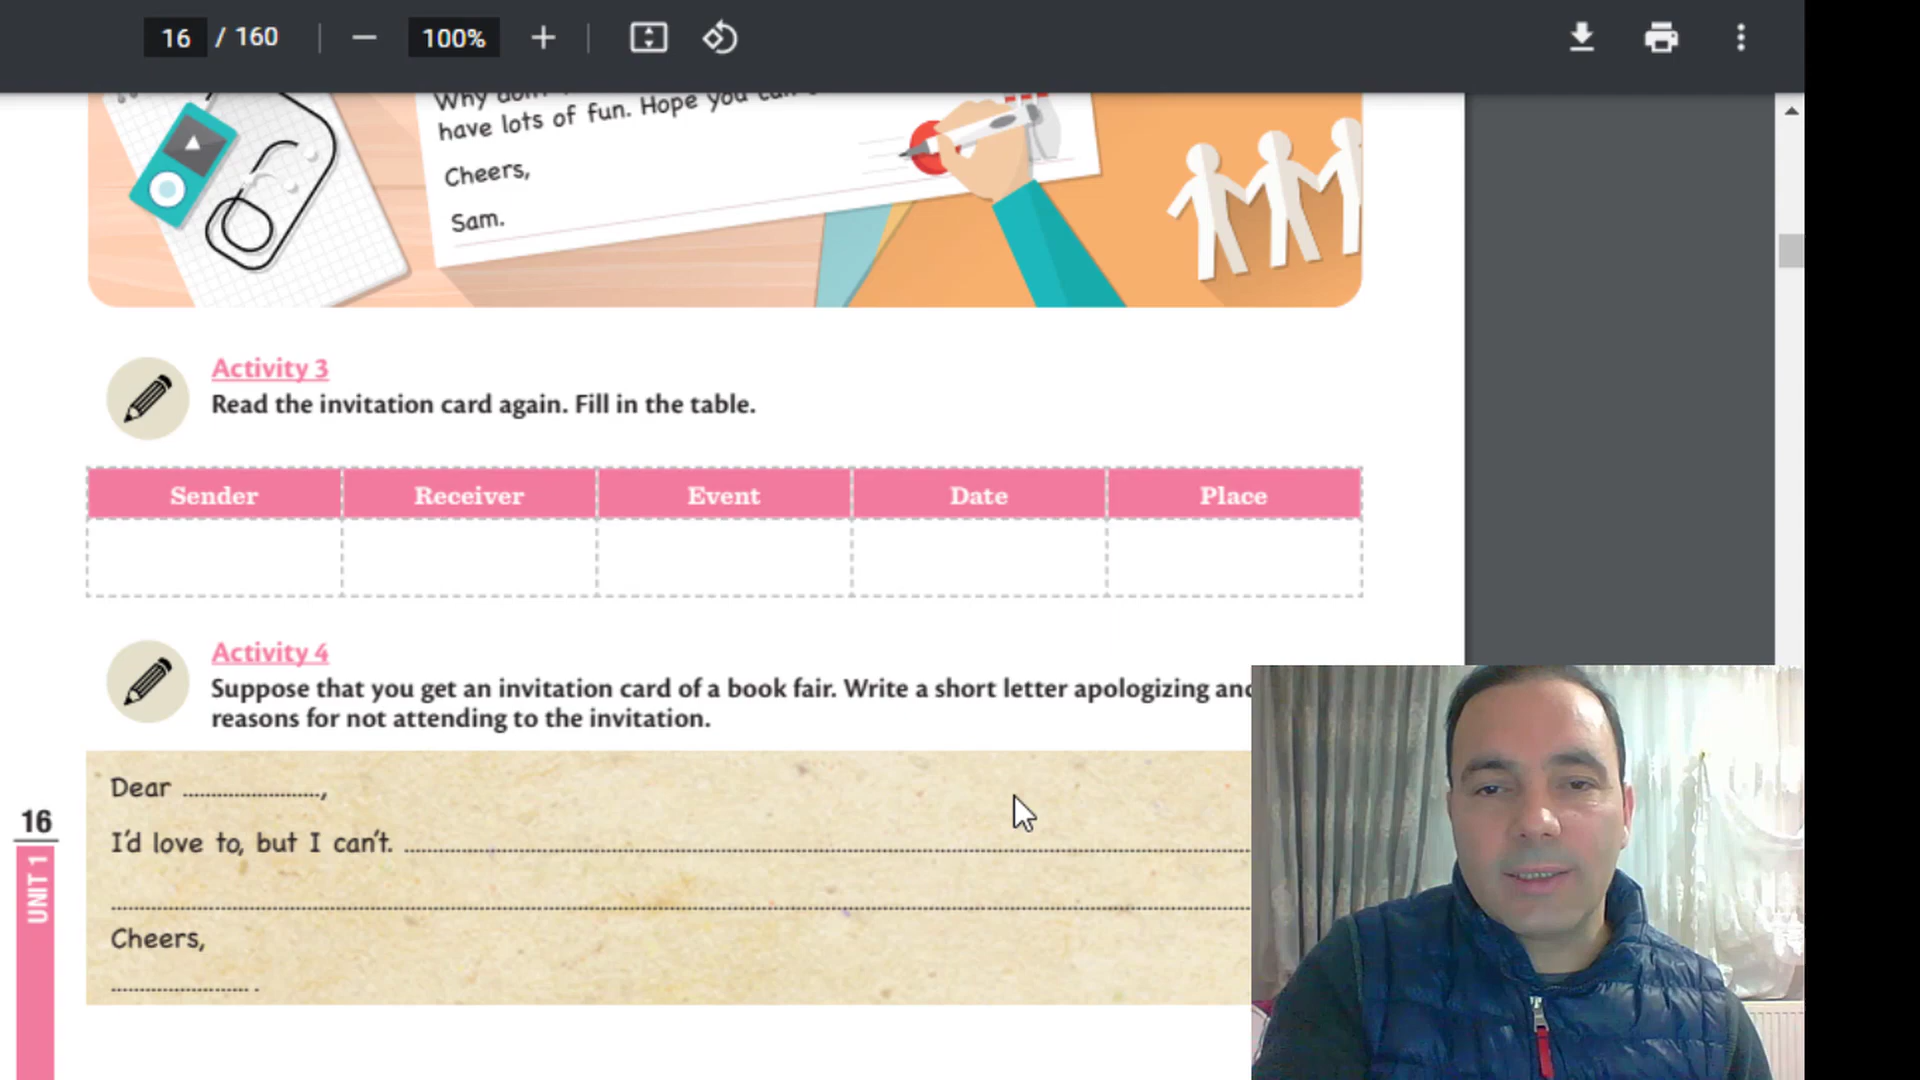 16 / 160
100%
Why don't
have lots of fun. Hope you can
Cheers,
Sam.
Activity 3
Read the invitation card again. Fill in the table.
Sender Receiver Event Date Place
Activity 4
Suppose that you get an invitation card of a book fair. Write a short letter apologizing and
reasons for not attending to the invitation.
Dear ........................,
I'd love to, but I can't. ........................
........................
Cheers,
........................ .
16
UNIT 1